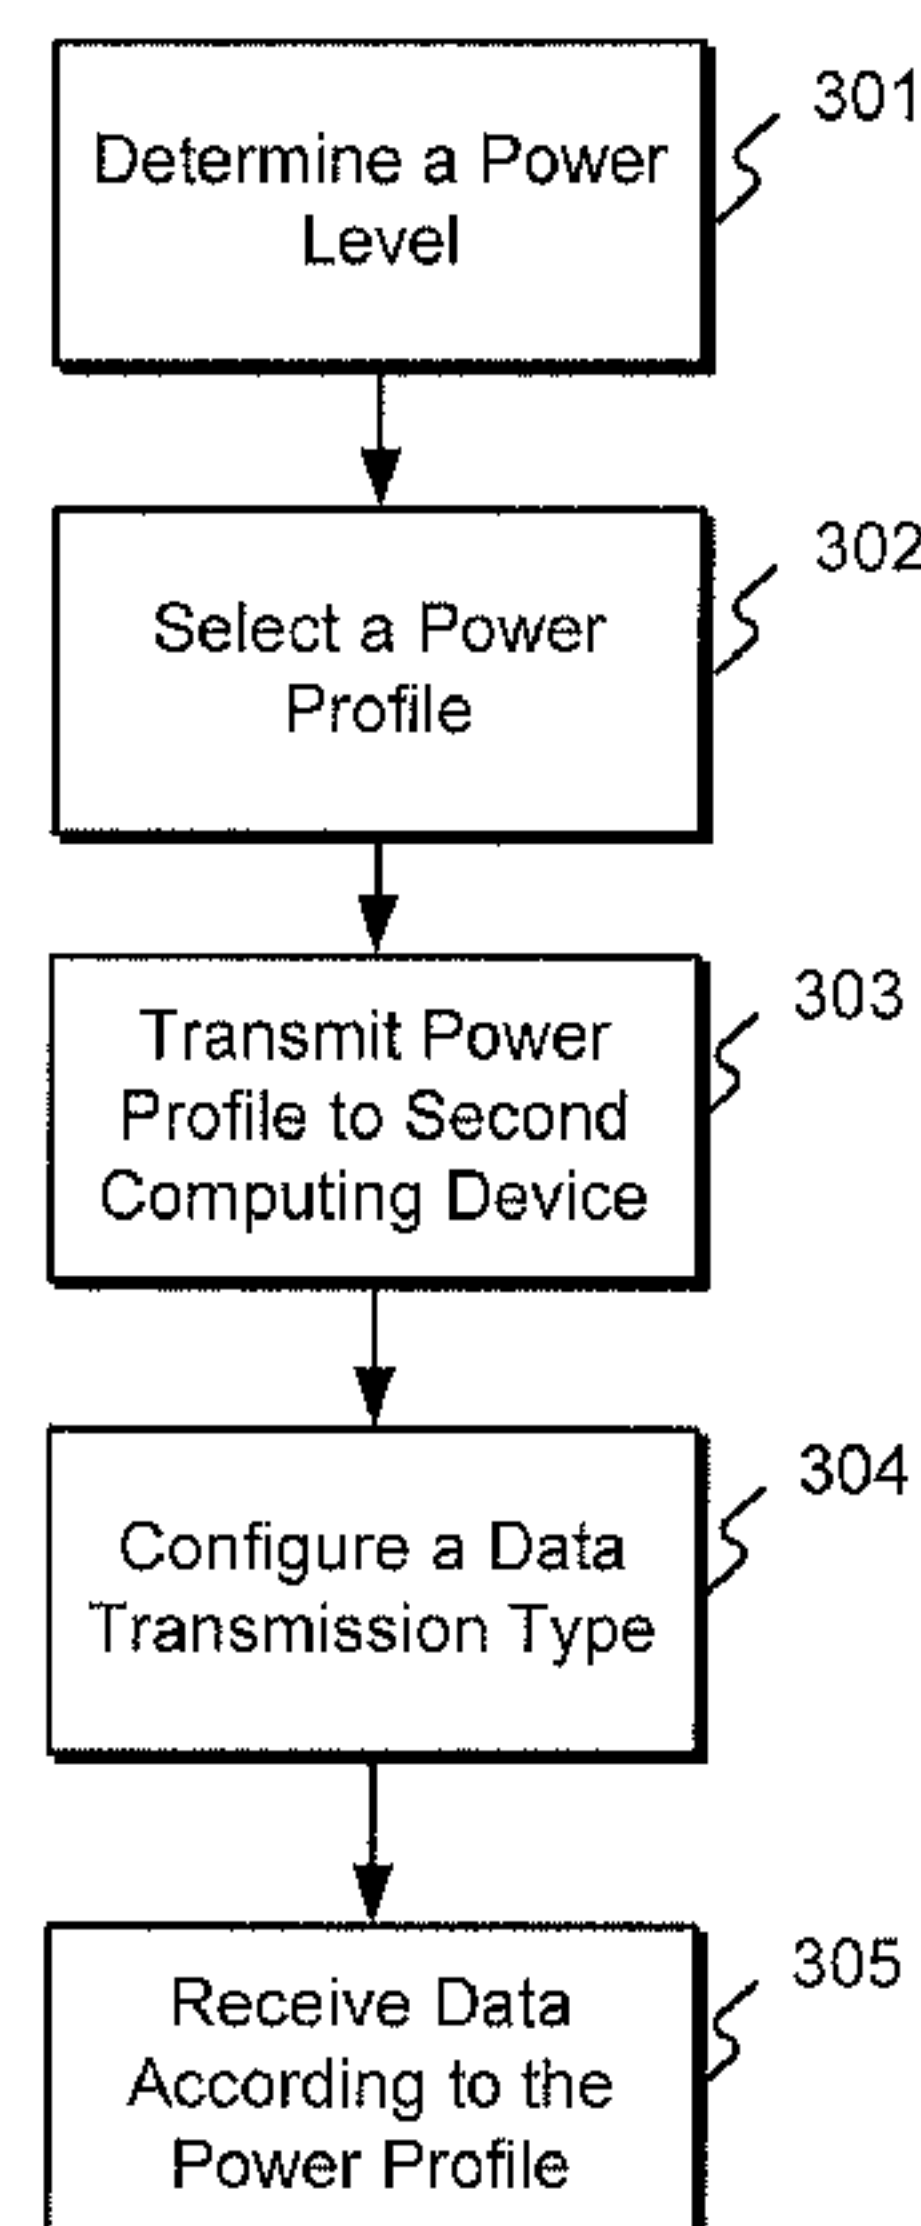 301
Determine a Power
Level
302
Select a Power
Profile
303
Transmit Power
Profile to Second
Computing Device
304
Configure a Data
Transmission Type
305
Receive Data
According to the
Power Profile